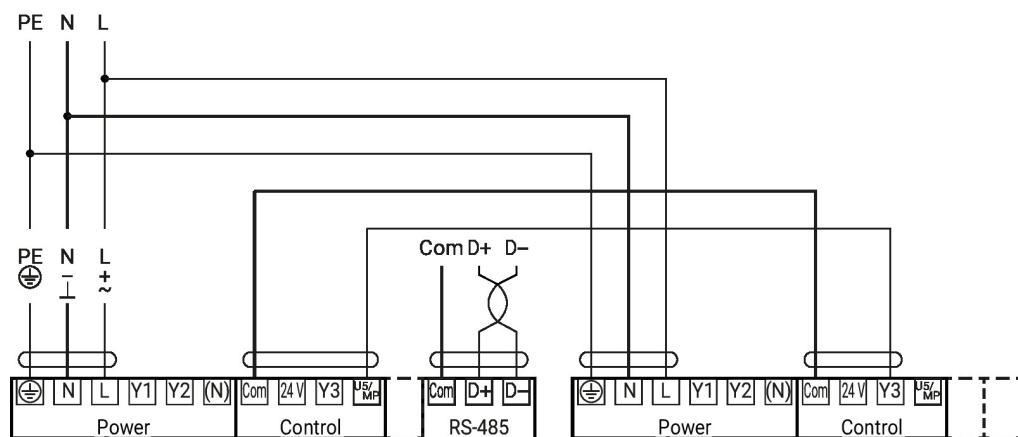 PE N L
Com D+ D–
PE N L
– +
~
N L Y1 Y2 (N) Com 24 V Y3 U5/MP Com D+ D– N L Y1 Y2 (N) Com 24 V Y3 U5/MP
Power Control RS-485 Power Control